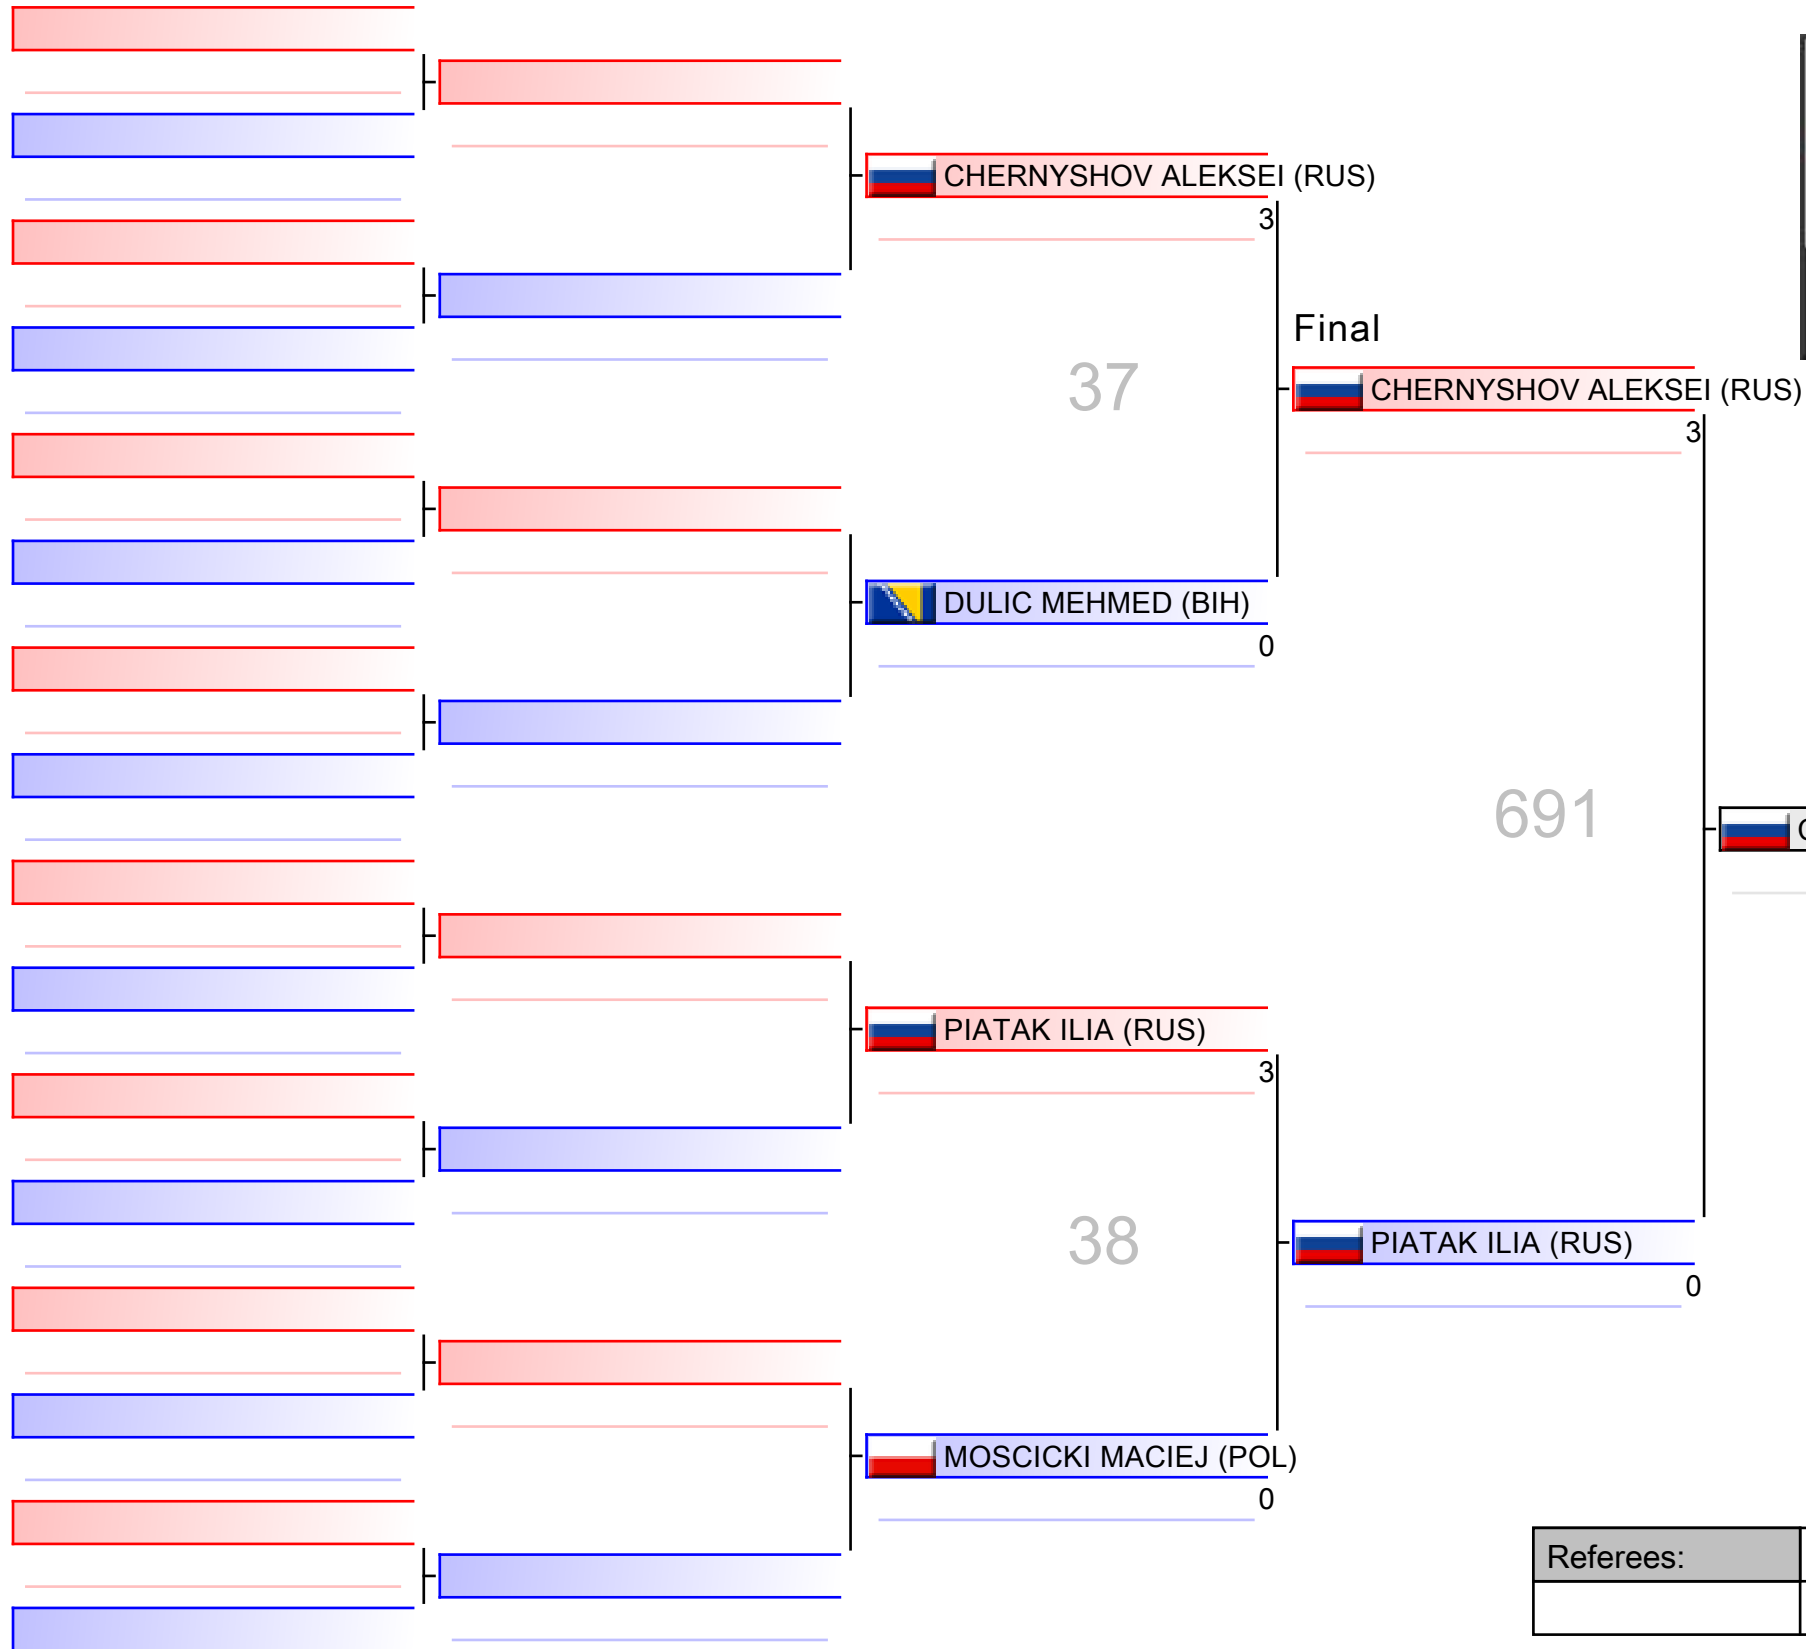 CHERNYSHOV ALEKSEI (RUS)
3
Final
37
CHERNYSHOV ALEKSEI (RUS)
3
DULIC MEHMED (BIH)
0
691
PIATAK ILIA (RUS)
3
38
PIATAK ILIA (RUS)
0
MOSCICKI MACIEJ (POL)
0
Referees: